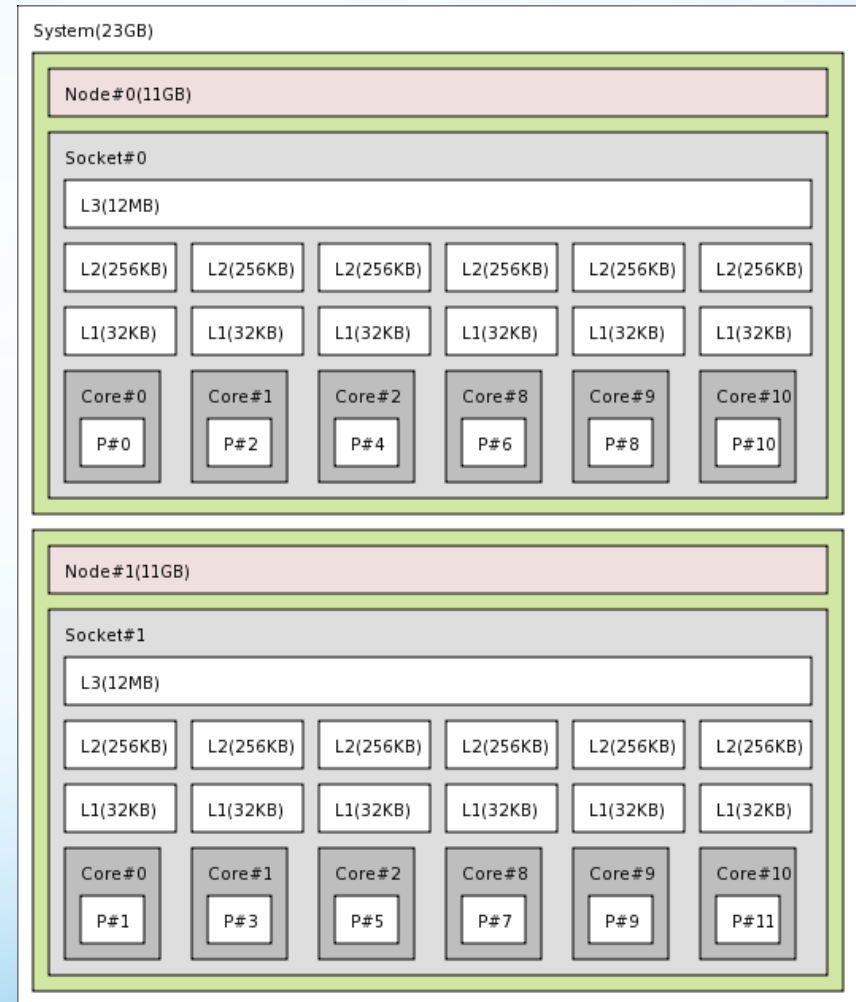 System(23GB)
Node#0(11GB)
Socket#0
L3(12MB)
L2(256KB) L2(256KB) L2(256KB) L2(256KB) L2(256KB) L2(256KB)
L1(32KB) L1(32KB) L1(32KB) L1(32KB) L1(32KB) L1(32KB)
Core#0 Core#1 Core#2 Core#8 Core#9 Core#10
P#0 P#2 P#4 P#6 P#8 P#10
Node#1(11GB)
Socket#1
L3(12MB)
L2(256KB) L2(256KB) L2(256KB) L2(256KB) L2(256KB) L2(256KB)
L1(32KB) L1(32KB) L1(32KB) L1(32KB) L1(32KB) L1(32KB)
Core#0 Core#1 Core#2 Core#8 Core#9 Core#10
P#1 P#3 P#5 P#7 P#9 P#11